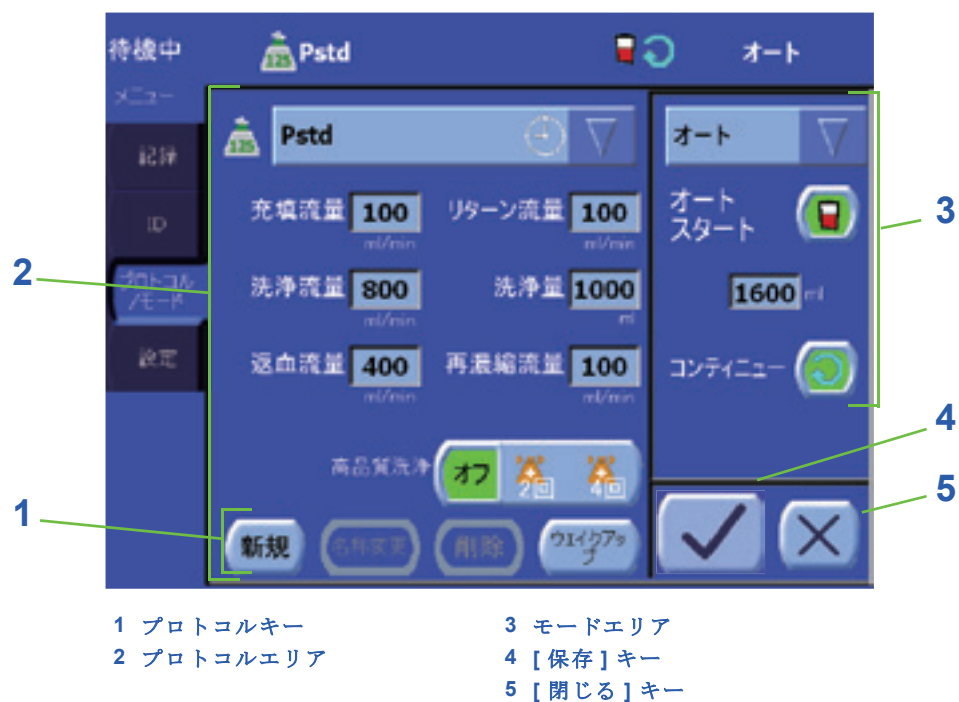 待機中
125
Pstd
オート
メニュー
記録
ID
プロトコル
/モード
設定
125
Pstd
充填流量 100
ml/min
リターン流量 100
ml/min
洗浄流量 800
ml/min
洗浄量 1000
ml
返血流量 400
ml/min
再濃縮流量 100
ml/min
高品質洗浄
オフ
2回
4回
新規
名称変更
削除
ウエイクアッ
プ
オート
オート
スタート
1600 ml
コンティニュー
1
2
3
4
5
1 プロトコルキー
2 プロトコルエリア
3 モードエリア
4 [ 保存 ] キー
5 [ 閉じる ] キー